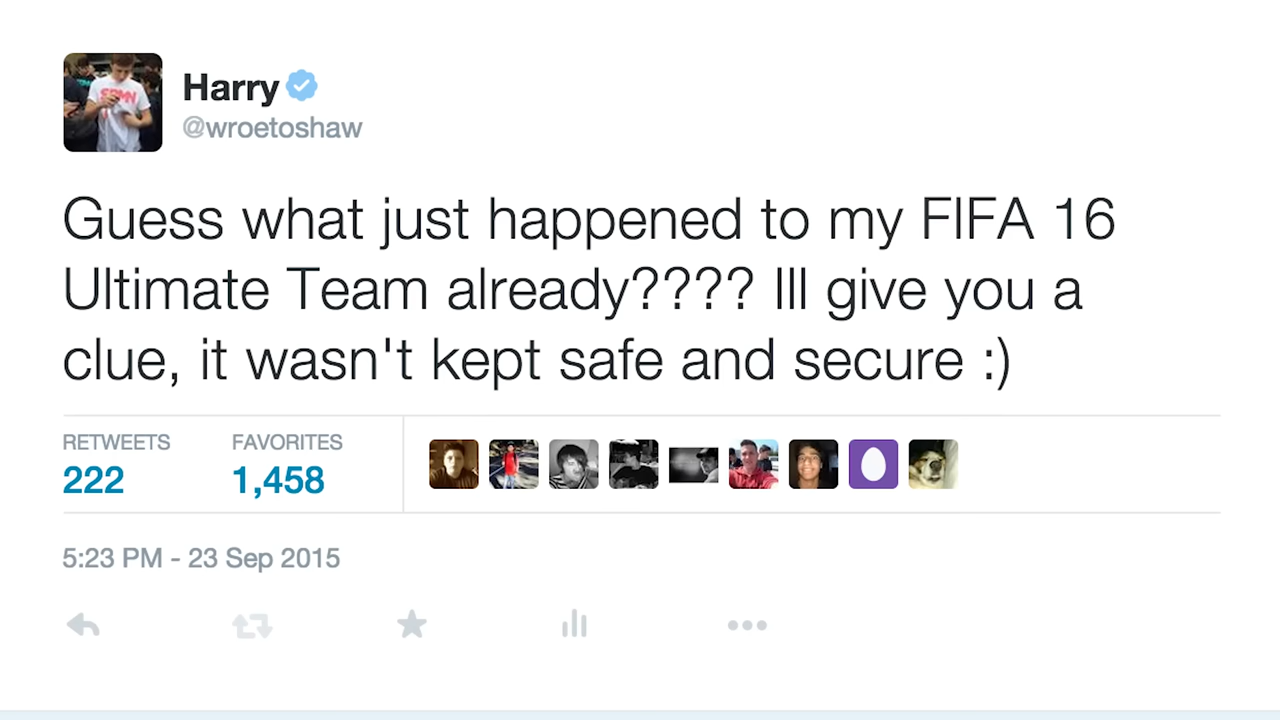 Harry
@wroetoshaw
Guess what just happened to my FIFA 16
Ultimate Team already???? Ill give you a
clue, it wasn't kept safe and secure :)
RETWEETS FAVORITES
222 1,458
5:23 PM - 23 Sep 2015